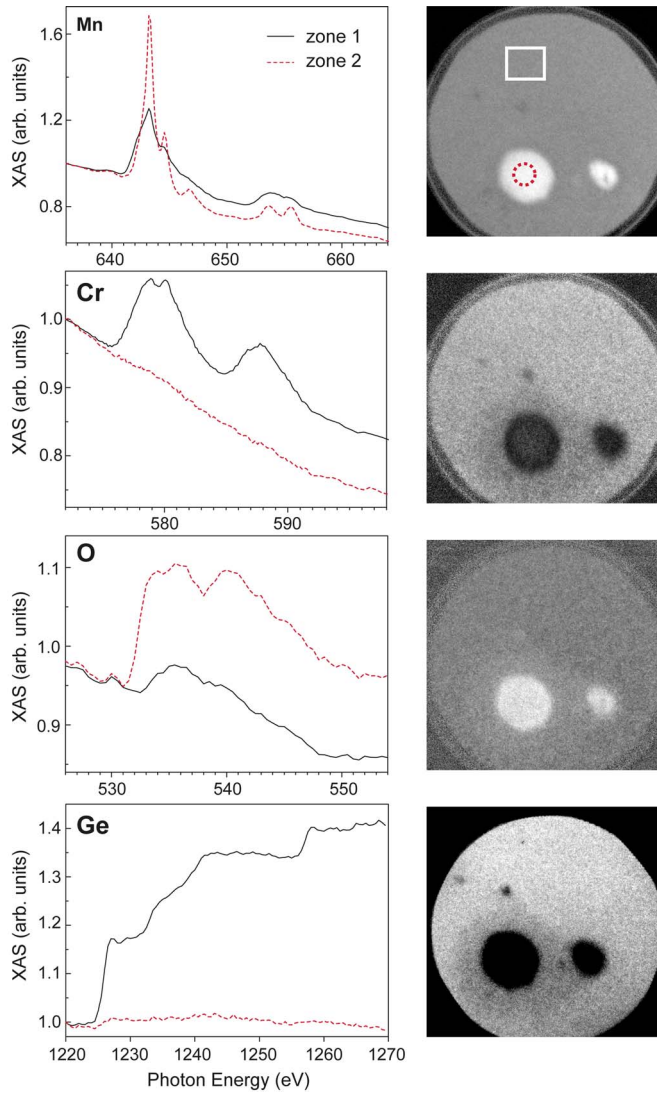 Mn
zone 1
zone 2
XAS (arb. units)
1.6
1.2
0.8
640
650
660
Cr
XAS (arb. units)
1.0
0.9
0.8
580
590
O
XAS (arb. units)
1.1
1.0
0.9
530
540
550
Ge
XAS (arb. units)
1.4
1.3
1.2
1.1
1.0
1220
1230
1240
1250
1260
1270
Photon Energy (eV)